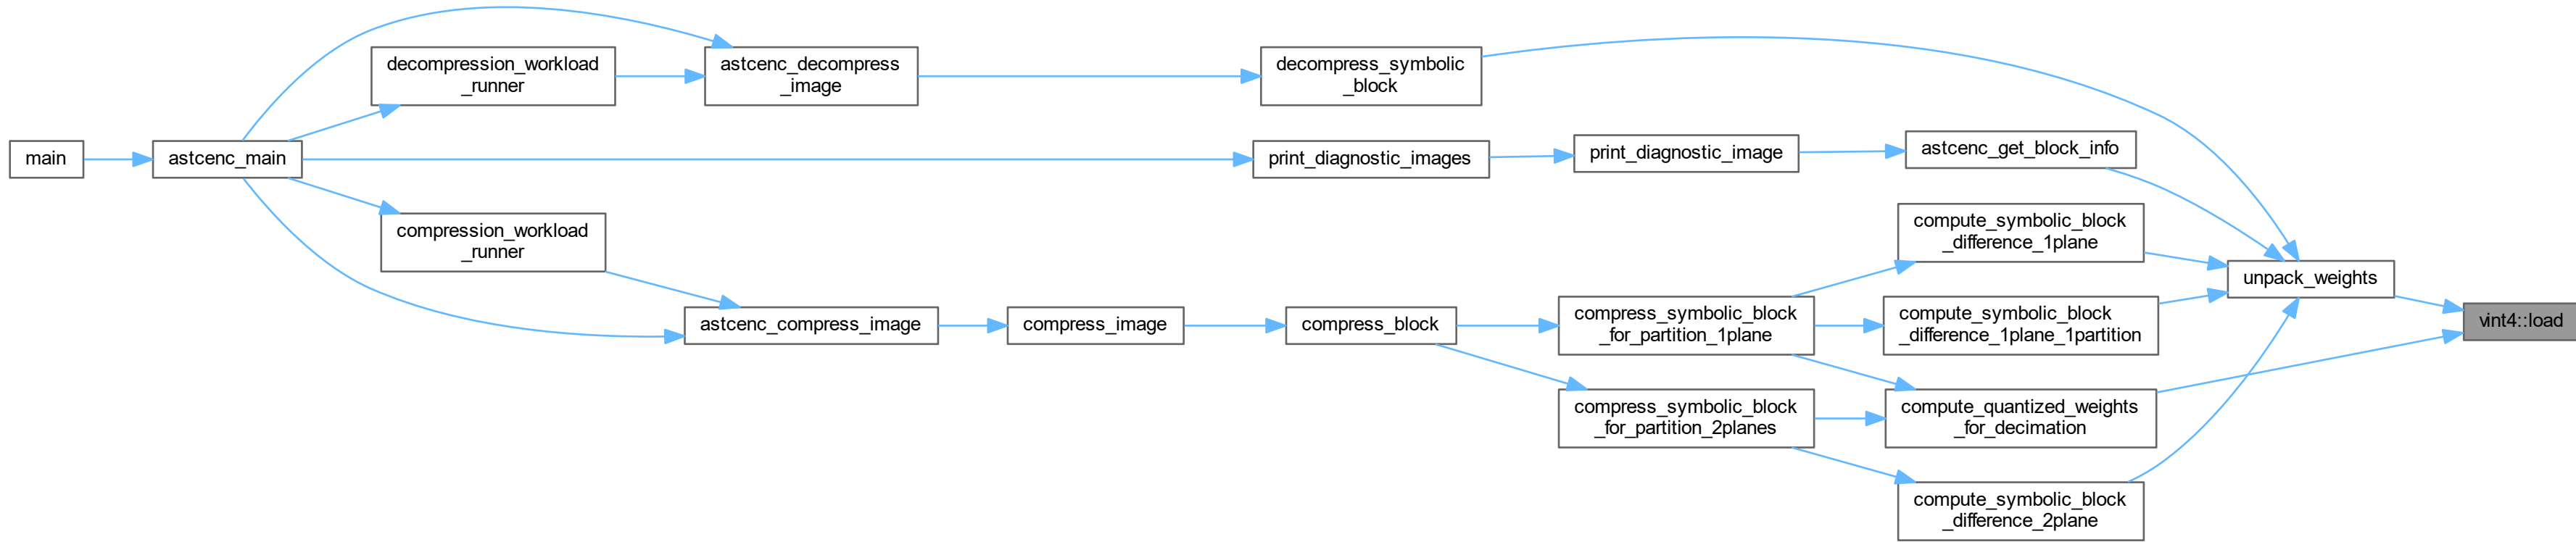 main
astcenc_main
decompression_workload
_runner
compression_workload
_runner
astcenc_decompress
_image
astcenc_compress_image
compress_image
decompress_symbolic
_block
print_diagnostic_images
compress_block
print_diagnostic_image
compress_symbolic_block
_for_partition_1plane
compress_symbolic_block
_for_partition_2planes
astcenc_get_block_info
compute_symbolic_block
_difference_1plane
compute_symbolic_block
_difference_1plane_1partition
compute_quantized_weights
_for_decimation
compute_symbolic_block
_difference_2plane
unpack_weights
vint4::load